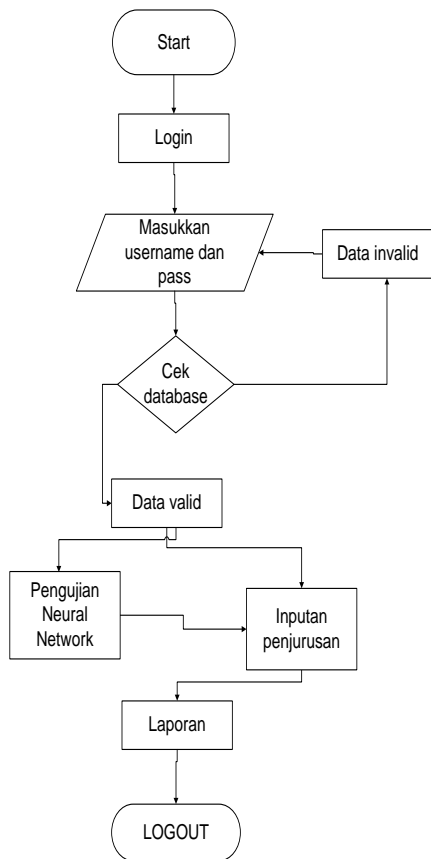 Start
Login
Masukkan
username dan
pass
Data invalid
Cek
database
Data valid
Pengujian
Neural
Network
Inputan
penjurusan
Laporan
LOGOUT